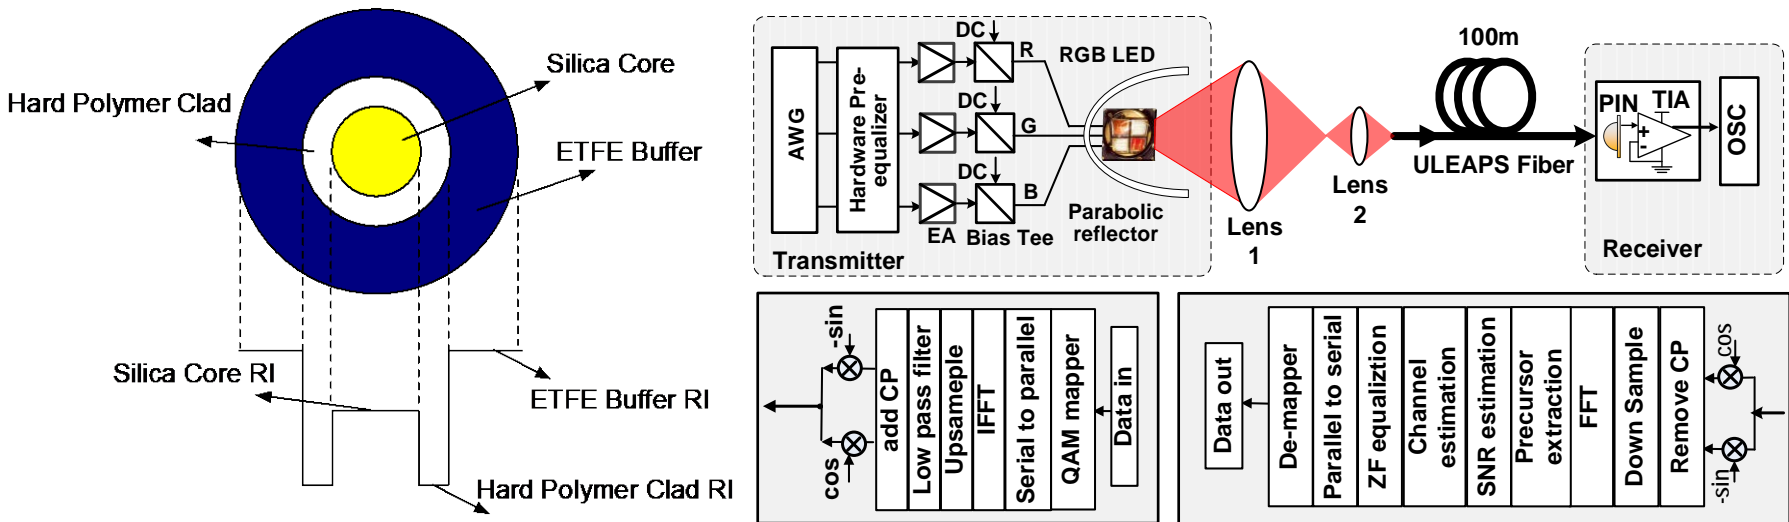 Silica Core
Hard Polymer Clad
ETFE Buffer
Silica Core RI
ETFE Buffer RI
Hard Polymer Clad RI
AWG
Hardware Pre-
equalizer
DC
R
DC
G
DC
B
EA
Bias Tee
RGB LED
Parabolic
reflector
Transmitter
Lens
1
Lens
2
100m
ULEAPS Fiber
PIN
TIA
+
-
OSC
Receiver
-sin
cos
add CP
Low pass filter
Upsameple
IFFT
Serial to parallel
QAM mapper
Data in
Data out
De-mapper
Parallel to serial
ZF equaliztion
Channel
estimation
SNR estimation
Precursor
extraction
FFT
Down Sample
Remove CP
cos
-sin